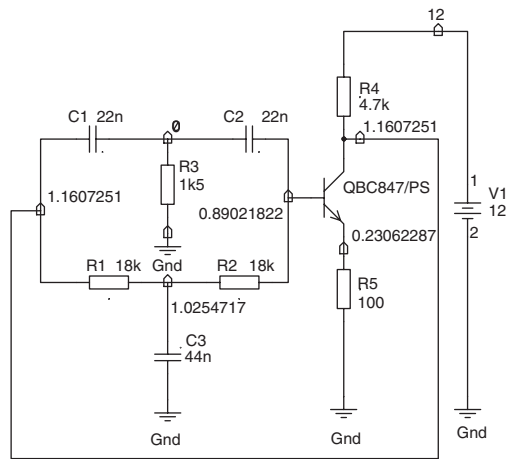 12
R4
4.7k
C1 22n
0
C2 22n
1.1607251
R3
1k5
QBC847/PS
1
V1
12
2
1.1607251
0.89021822
0.23062287
Gnd
R1 18k
R2 18k
R5
100
1.0254717
C3
44n
Gnd
Gnd
Gnd